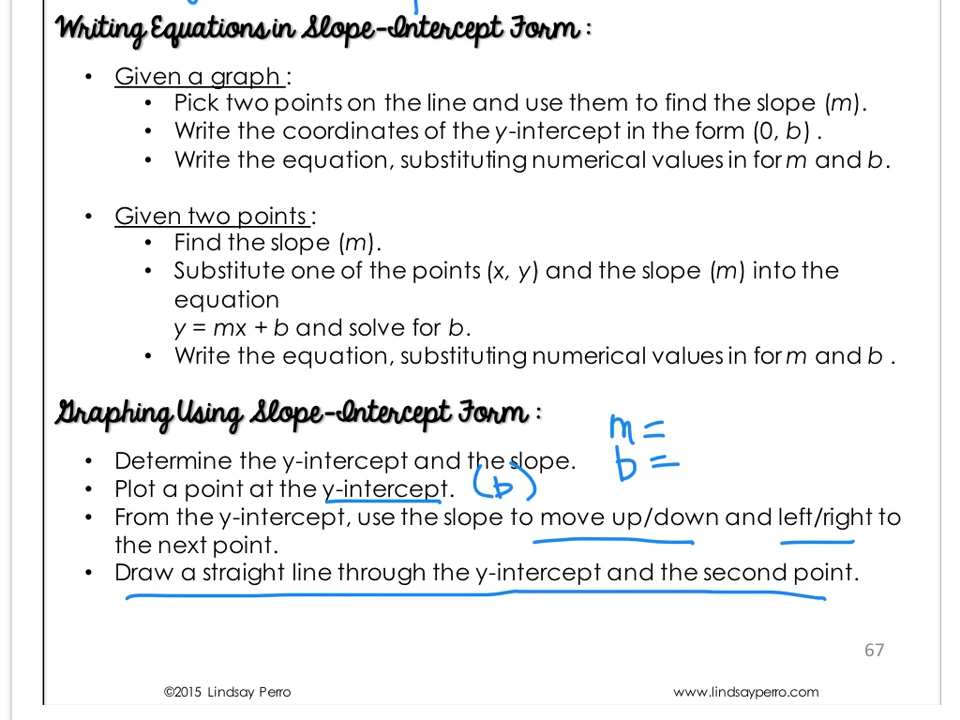 Writing Equations in Slope-Intercept Form :
• Given a graph :
• Pick two points on the line and use them to find the slope (m).
• Write the coordinates of the y-intercept in the form (0, b) .
• Write the equation, substituting numerical values in for m and b.
• Given two points :
• Find the slope (m).
• Substitute one of the points (x, y) and the slope (m) into the
equation
y = mx + b and solve for b.
• Write the equation, substituting numerical values in for m and b .
Graphing Using Slope-Intercept Form :
m =
• Determine the y-intercept and the slope.
b =
• Plot a point at the y-intercept. (b)
• From the y-intercept, use the slope to move up/down and left/right to
the next point.
• Draw a straight line through the y-intercept and the second point.
67
©2015 Lindsay Perro
www.lindsayperro.com